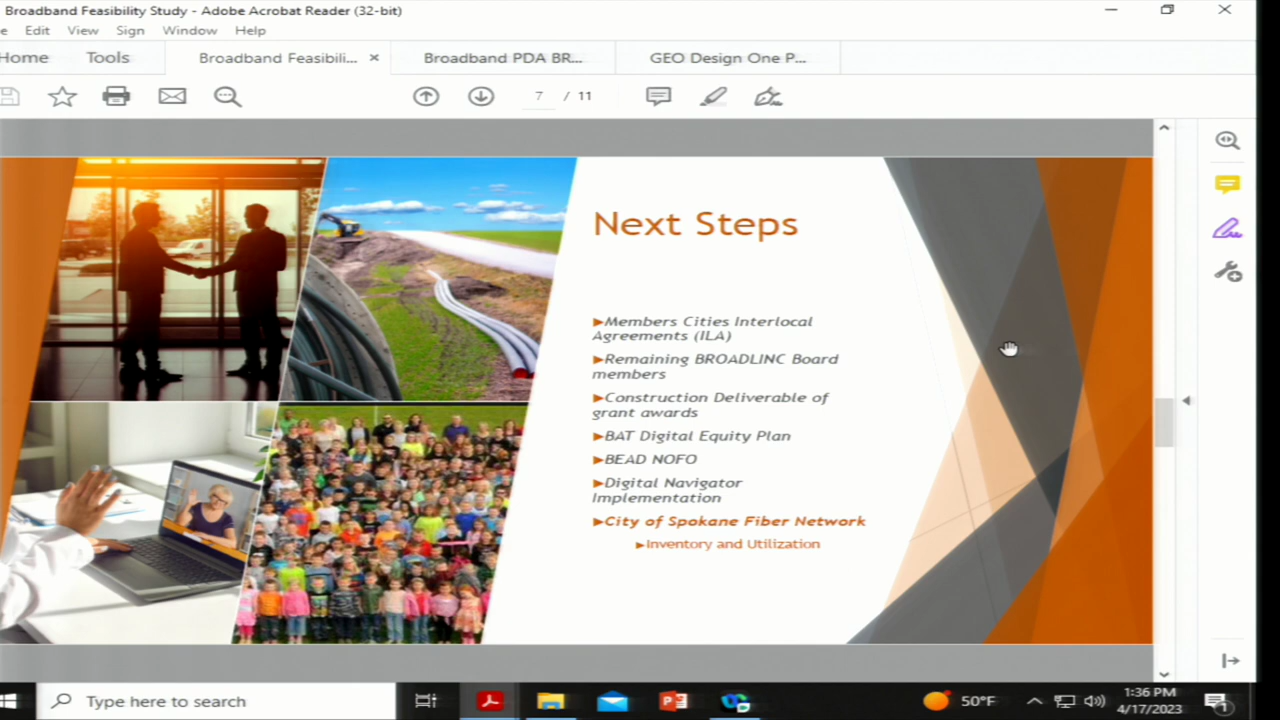 Broadband Feasibility Study - Adobe Acrobat Reader (32-bit)
e Edit View Sign Window Help
Home Tools Broadband Feasibili... × Broadband PDA BR... GEO Design One P...
7 / 11
Next Steps
►Members Cities Interlocal
Agreements (ILA)
►Remaining BROADLINC Board
members
►Construction Deliverable of
grant awards
►BAT Digital Equity Plan
►BEAD NOFO
►Digital Navigator
Implementation
►City of Spokane Fiber Network
►Inventory and Utilization
Type here to search
50°F
1:36 PM
4/17/2023
1